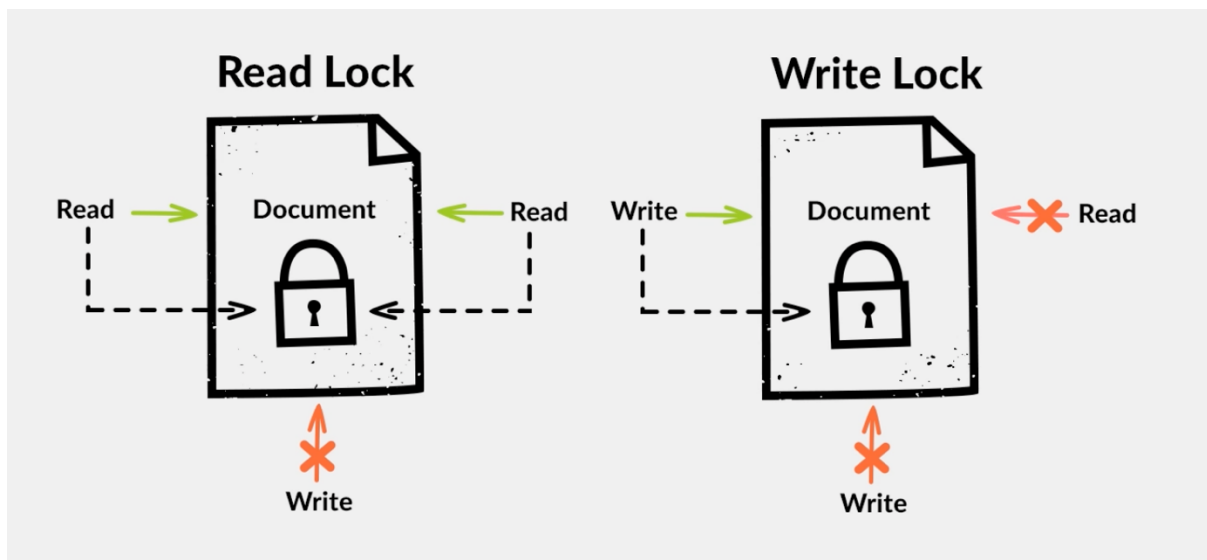 Read Lock
Read
Document
Read
Write
Write Lock
Write
Document
Read
Write